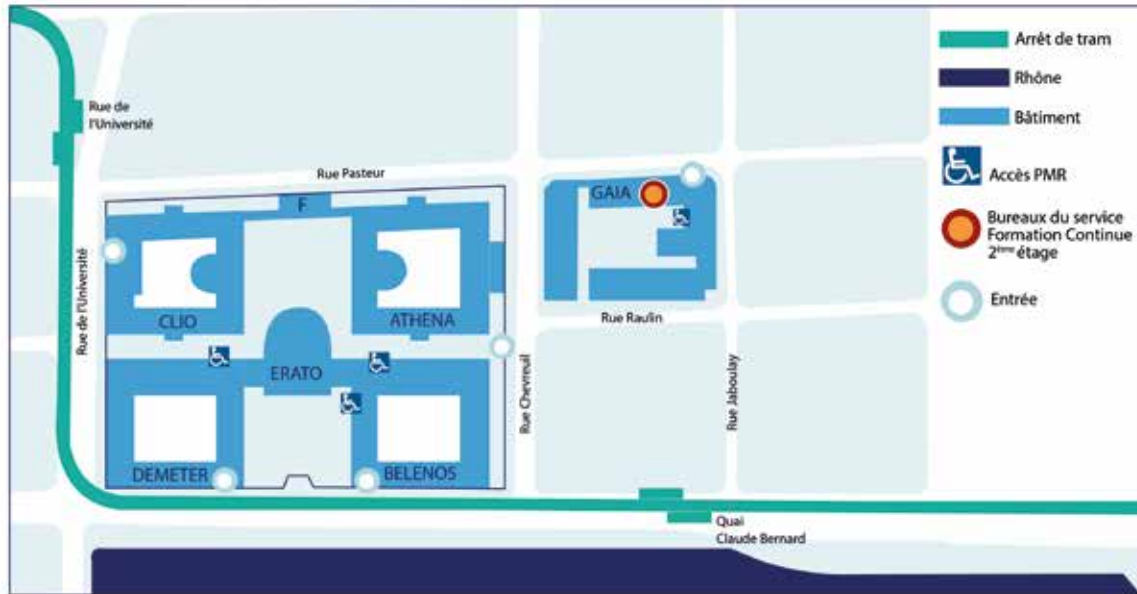 Arrêt de tram
Rhône
Bâtiment
Accès PMR
Bureaux du service
Formation Continue
2ème étage
Entrée
Rue de
l'Université
Rue Pasteur
GAIA
F
Rue de l'Université
CLIO
ATHENA
Rue Raulin
ERATO
Rue Chevreuil
Rue Jaboulay
DEMETER
BELENOS
Quai
Claude Bernard